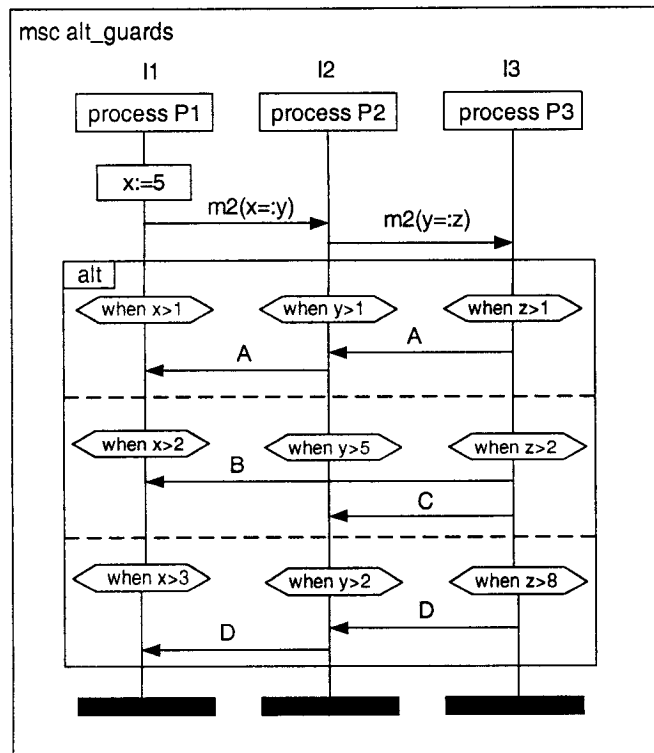 msc alt_guards
I1 I2 I3
process P1 process P2 process P3
x:=5
m2(x=:y)
m2(y=:z)
alt
when x>1 when y>1 when z>1
A
A
when x>2 when y>5 when z>2
B
C
when x>3 when y>2 when z>8
D
D